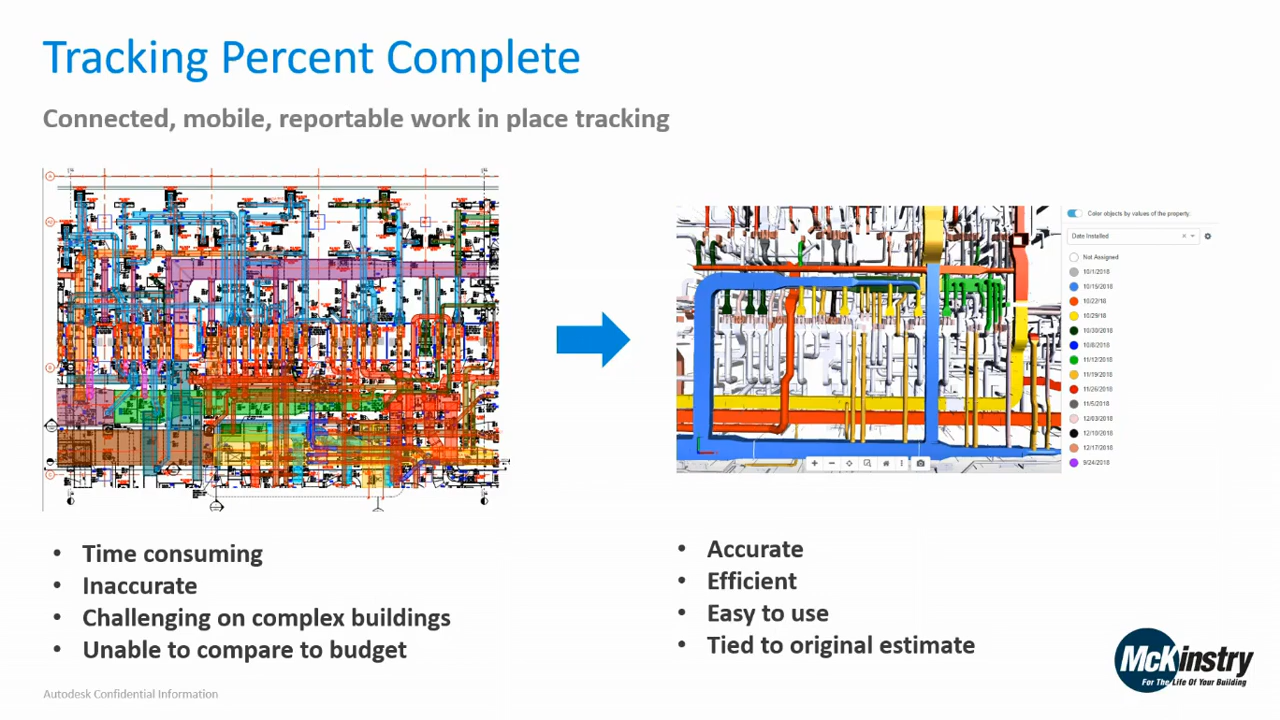 Tracking Percent Complete
Connected, mobile, reportable work in place tracking
Color objects by values of the property.
Date Installed
Not Assigned
10/1/2018
10/15/2018
10/22/18
10/29/18
10/30/2018
10/8/2018
11/12/2018
11/19/2018
11/26/2018
11/5/2018
12/03/2018
12/10/2018
12/17/2018
9/24/2018
• Time consuming
• Inaccurate
• Challenging on complex buildings
• Unable to compare to budget
• Accurate
• Efficient
• Easy to use
• Tied to original estimate
McKinstry
For The Life Of Your Building
Autodesk Confidential Information